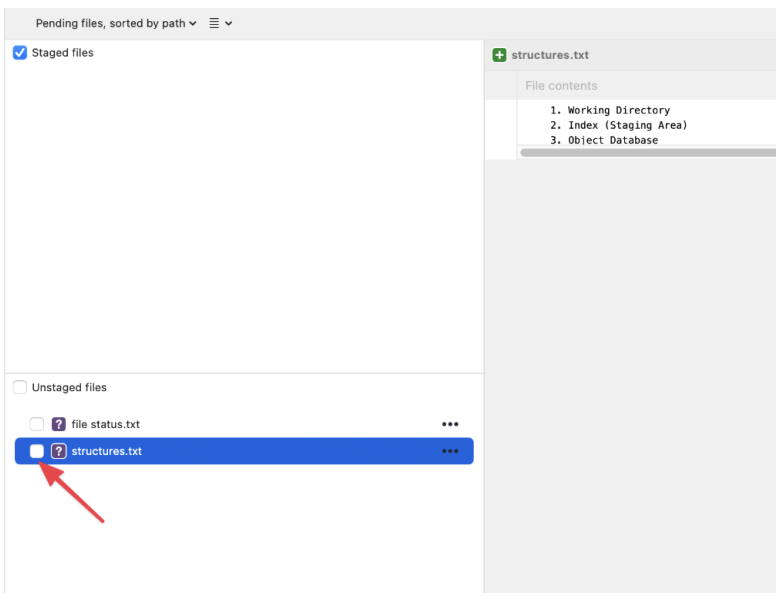 Pending files, sorted by path
Staged files
Unstaged files
? file status.txt •••
? structures.txt •••
structures.txt
File contents
1. Working Directory
2. Index (Staging Area)
3. Object Database